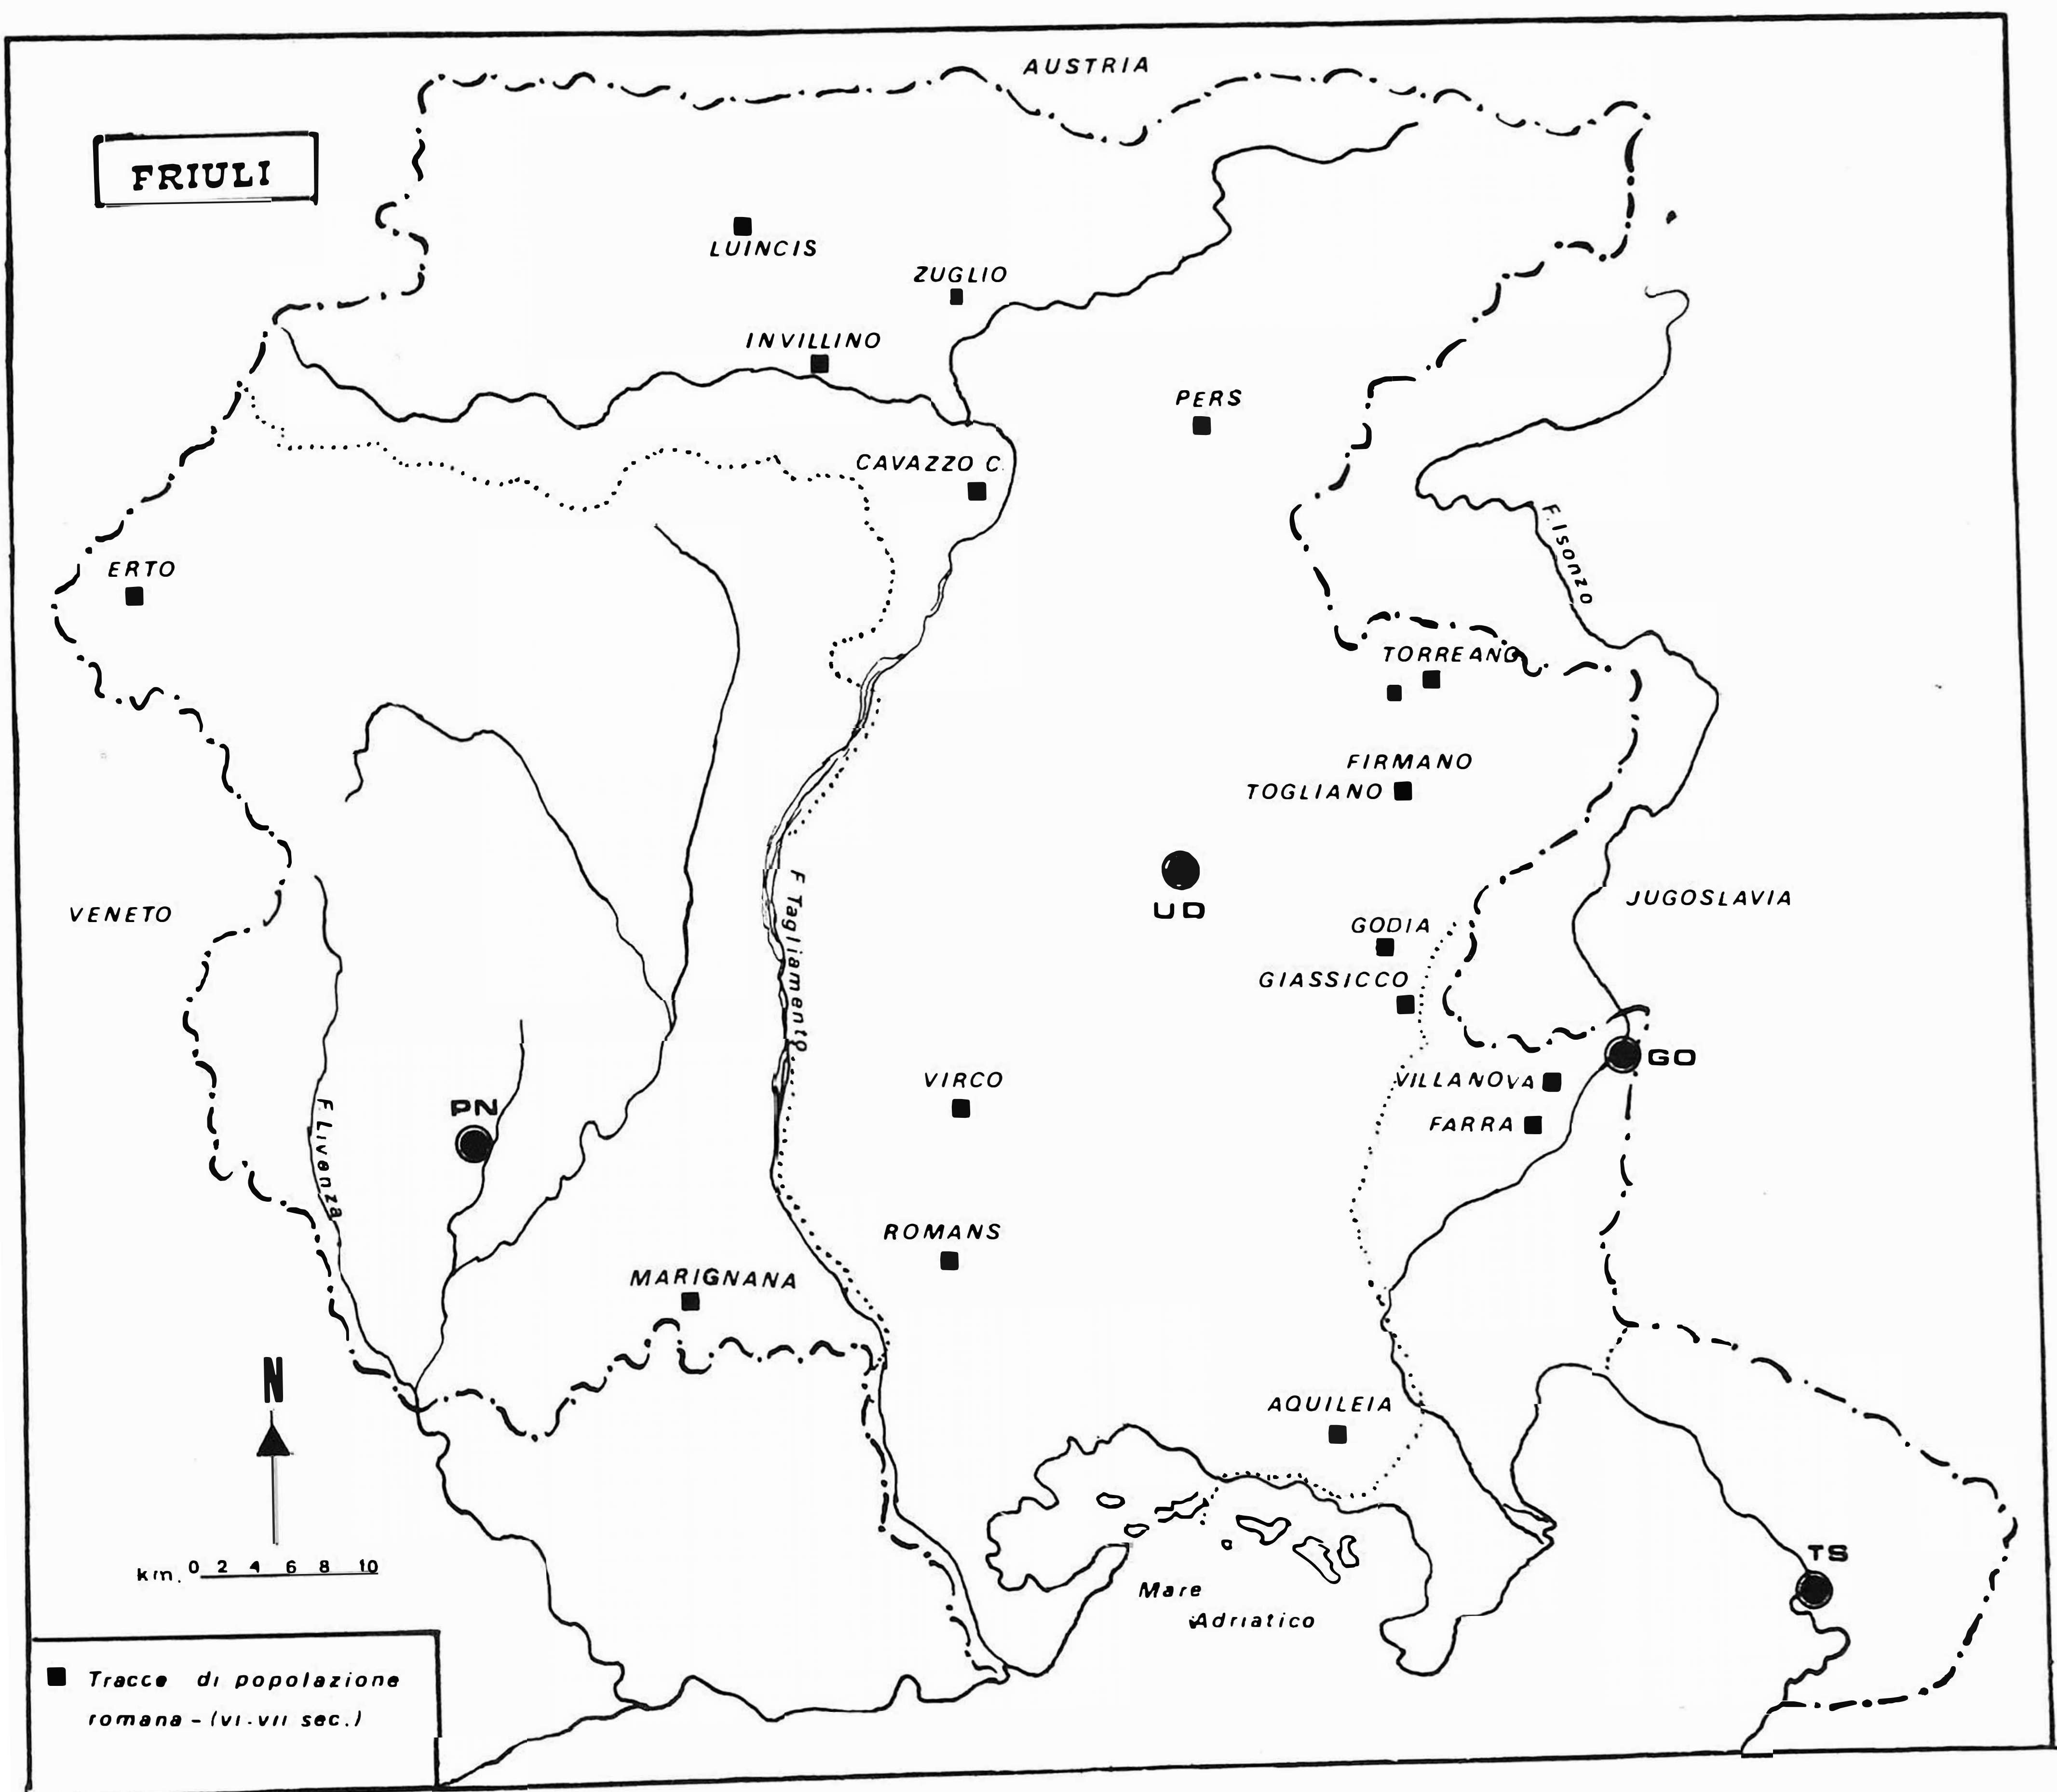 AUSTRIA
FRIULI
LUINCIS
ZUGLIO
INVILLINO
PERS
CAVAZZO C.
F. Isonzo
ERTO
TORREANO
FIRMANO
TOGLIANO
F Tagliamento
UD
VENETO
JUGOSLAVIA
GODIA
GIASSICCO
GO
VILLANOVA
VIRCO
PN
FARRA
F. Livenza
ROMANS
MARIGNANA
N
AQUILEIA
km. 0 2 4 6 8 10
TS
Mare
Adriatico
Tracce di popolazione
romana - (VI-VII sec.)